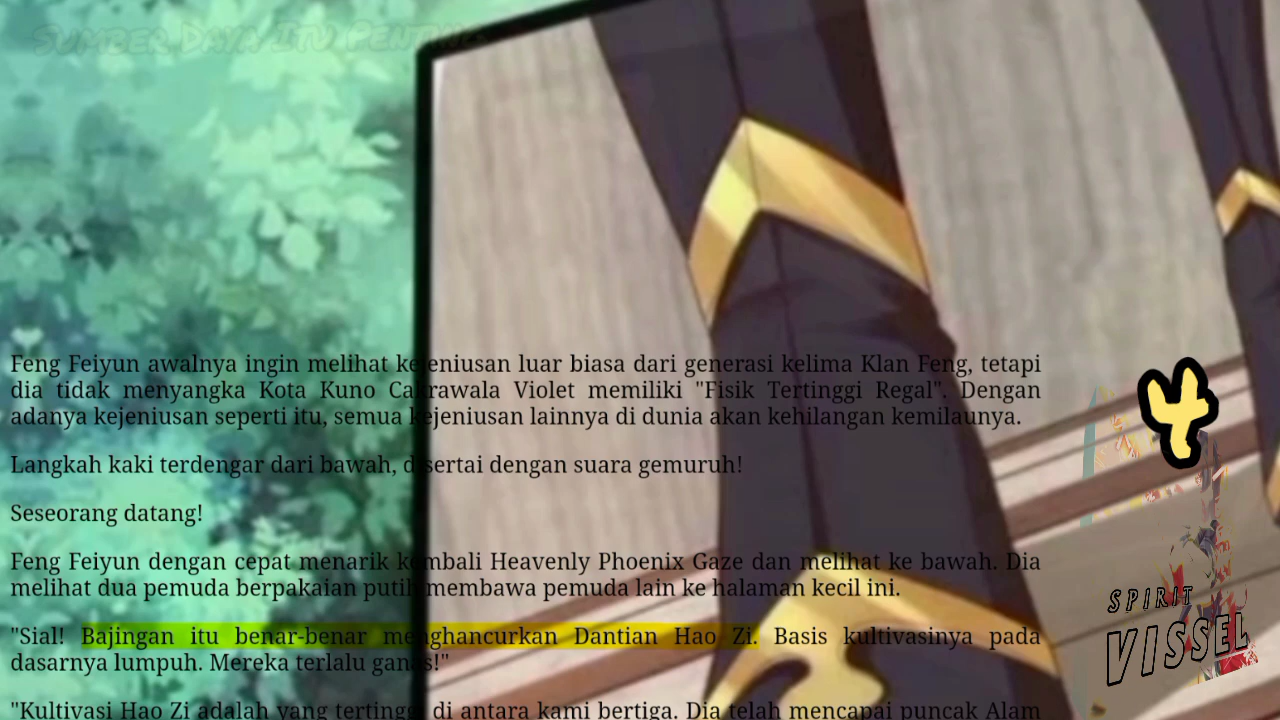 Sumber Daya Itu Penting
Feng Feiyun awalnya ingin melihat kejeniusan luar biasa dari generasi kelima Klan Feng, tetapi
dia tidak menyangka Kota Kuno Cakrawala Violet memiliki "Fisik Tertinggi Regal". Dengan
adanya kejeniusan seperti itu, semua kejeniusan lainnya di dunia akan kehilangan kemilaunya.
Langkah kaki terdengar dari bawah, disertai dengan suara gemuruh!
Seseorang datang!
Feng Feiyun dengan cepat menarik kembali Heavenly Phoenix Gaze dan melihat ke bawah. Dia
melihat dua pemuda berpakaian putih membawa pemuda lain ke halaman kecil ini.
"Sial! Bajingan itu benar-benar menghancurkan Dantian Hao Zi. Basis kultivasinya pada
dasarnya lumpuh. Mereka terlalu ganas!"
"Kultivasi Hao Zi adalah yang tertinggi di antara kami bertiga. Dia telah mencapai puncak Alam
4
SPIRIT
VISSEL